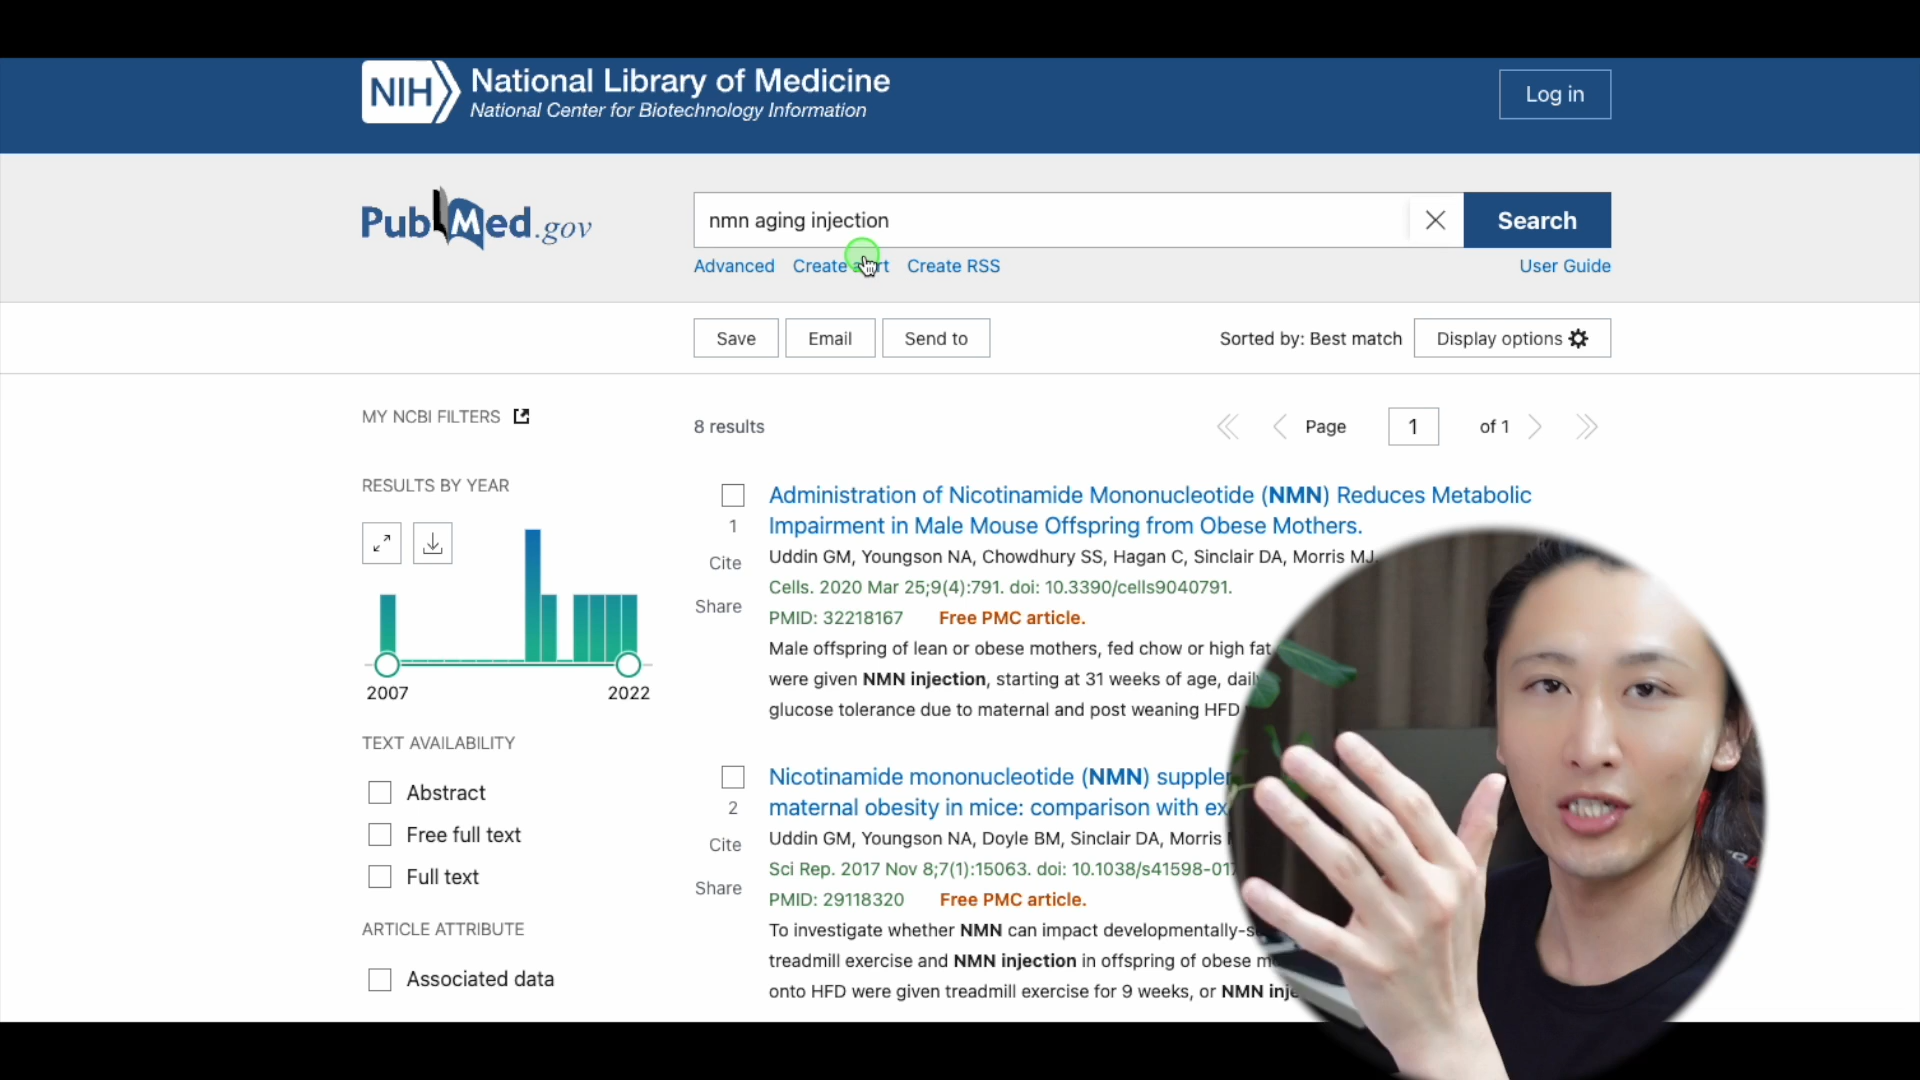 NIH National Library of Medicine
National Center for Biotechnology Information
Log in
PubMed.gov
nmn aging injection
Search
Advanced Create RSS
User Guide
Save Email Send to
Sorted by: Best match Display options
MY NCBI FILTERS
8 results
Page 1 of 1
RESULTS BY YEAR
2007 2022
TEXT AVAILABILITY
Abstract
Free full text
Full text
ARTICLE ATTRIBUTE
Associated data
1
Cite
Share
Administration of Nicotinamide Mononucleotide (NMN) Reduces Metabolic
Impairment in Male Mouse Offspring from Obese Mothers.
Uddin GM, Youngson NA, Chowdhury SS, Hagan C, Sinclair DA, Morris MJ.
Cells. 2020 Mar 25;9(4):791. doi: 10.3390/cells9040791.
PMID: 32218167 Free PMC article.
Male offspring of lean or obese mothers, fed chow or high fat
were given NMN injection, starting at 31 weeks of age,
glucose tolerance due to maternal and post weaning HFD
2
Cite
Share
Nicotinamide mononucleotide (NMN)
maternal obesity in mice: comparison with
Uddin GM, Youngson NA, Doyle BM, Sinclair DA, Morris
Sci Rep. 2017 Nov 8;7(1):15063. doi:
PMID: 29118320 Free PMC article.
To investigate whether NMN can impact
treadmill exercise and NMN injection in offspring of obese
onto HFD were given treadmill exercise for 9 weeks, or NMN